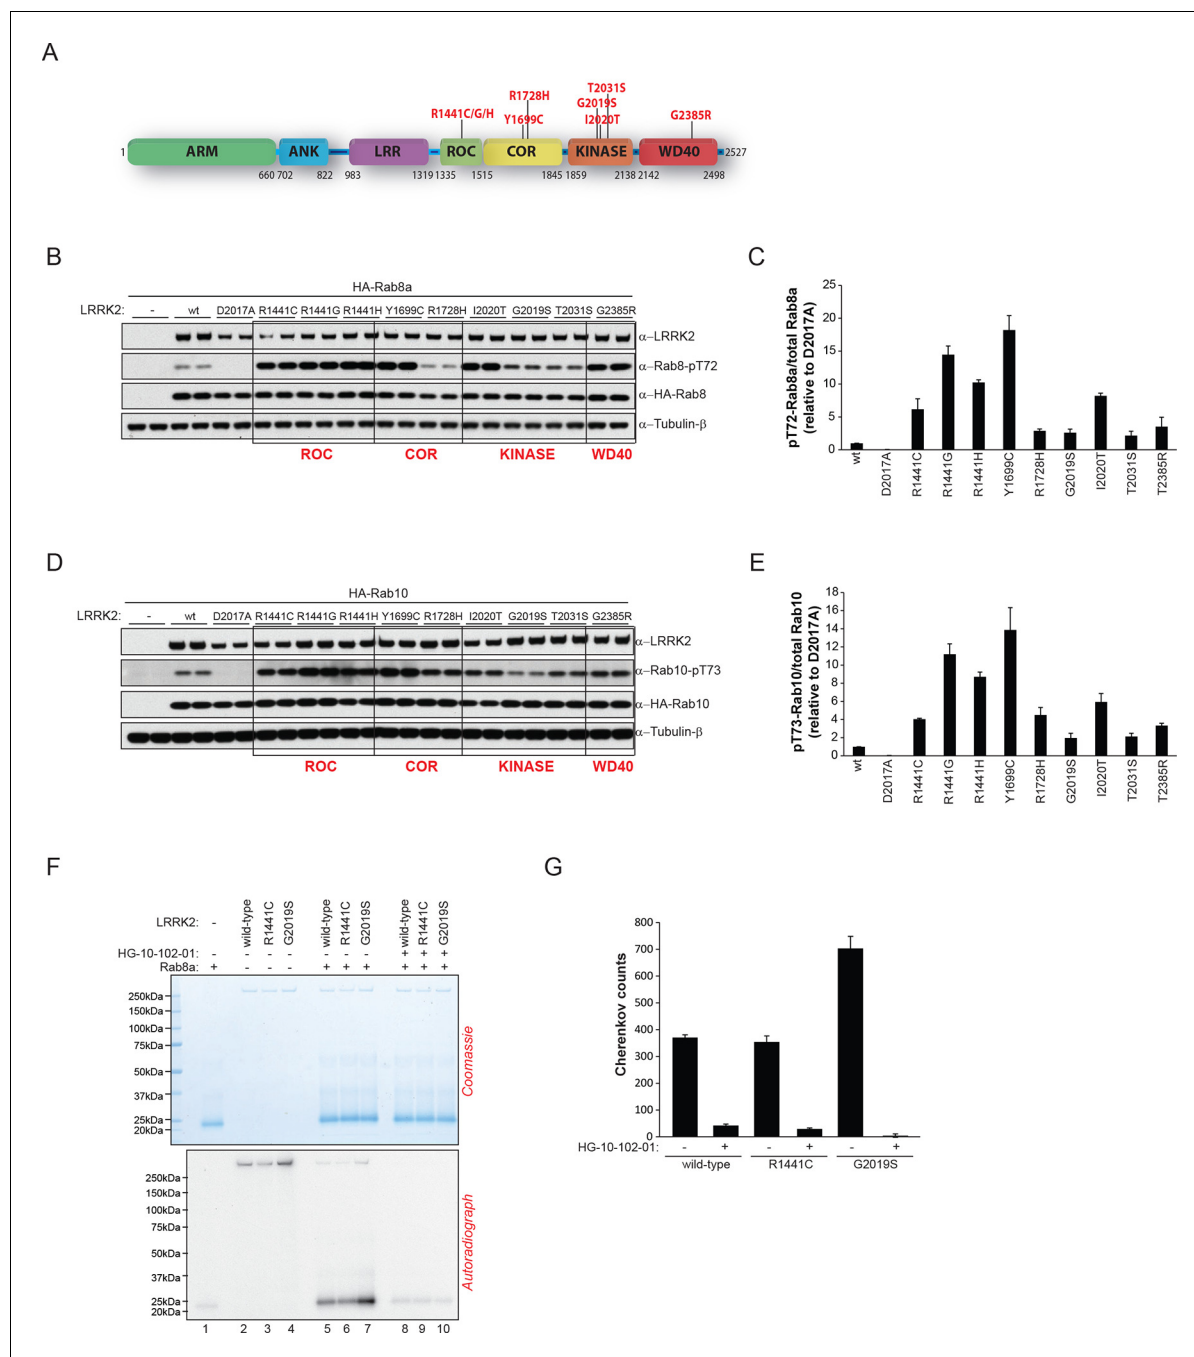 A
T2031S
R1728H
G2019S
R1441C/G/H
Y1699C
I2020T
G2385R
1
ARM
ANK
LRR
ROC
COR
KINASE
WD40
2527
660 702
822
983
1319 1335
1515
1845 1859
2138 2142
2498
B
HA-Rab8a
LRRK2:
-
wt
D2017A
R1441C
R1441G
R1441H
Y1699C
R1728H
I2020T
G2019S
T2031S
G2385R
α–LRRK2
α–Rab8-pT72
α–HA-Rab8
α–Tubulin-β
ROC
COR
KINASE
WD40
C
pT72-Rab8a/total Rab8a
(relative to D2017A)
25
20
15
10
5
0
wt
D2017A
R1441C
R1441G
R1441H
Y1699C
R1728H
G2019S
I2020T
T2031S
T2385R
D
HA-Rab10
LRRK2:
-
wt
D2017A
R1441C
R1441G
R1441H
Y1699C
R1728H
I2020T
G2019S
T2031S
G2385R
α–LRRK2
α–Rab10-pT73
α–HA-Rab10
α–Tubulin-β
ROC
COR
KINASE
WD40
E
pT73-Rab10/total Rab10
(relative to D2017A)
18
16
14
12
10
8
6
4
2
0
wt
D2017A
R1441C
R1441G
R1441H
Y1699C
R1728H
G2019S
I2020T
T2031S
T2385R
F
LRRK2: - wild-type R1441C G2019S wild-type R1441C G2019S wild-type R1441C G2019S
HG-10-102-01: - - - - - - - + + +
Rab8a: + - - - + + + + + +
250kDa
150kDa
100kDa
75kDa
50kDa
37kDa
25kDa
20kDa
Coomassie
250kDa
150kDa
100kDa
75kDa
50kDa
37kDa
25kDa
20kDa
Autoradiograph
1 2 3 4 5 6 7 8 9 10
G
Cherenkov counts
800
700
600
500
400
300
200
100
0
HG-10-102-01: - + - + - +
wild-type
R1441C
G2019S